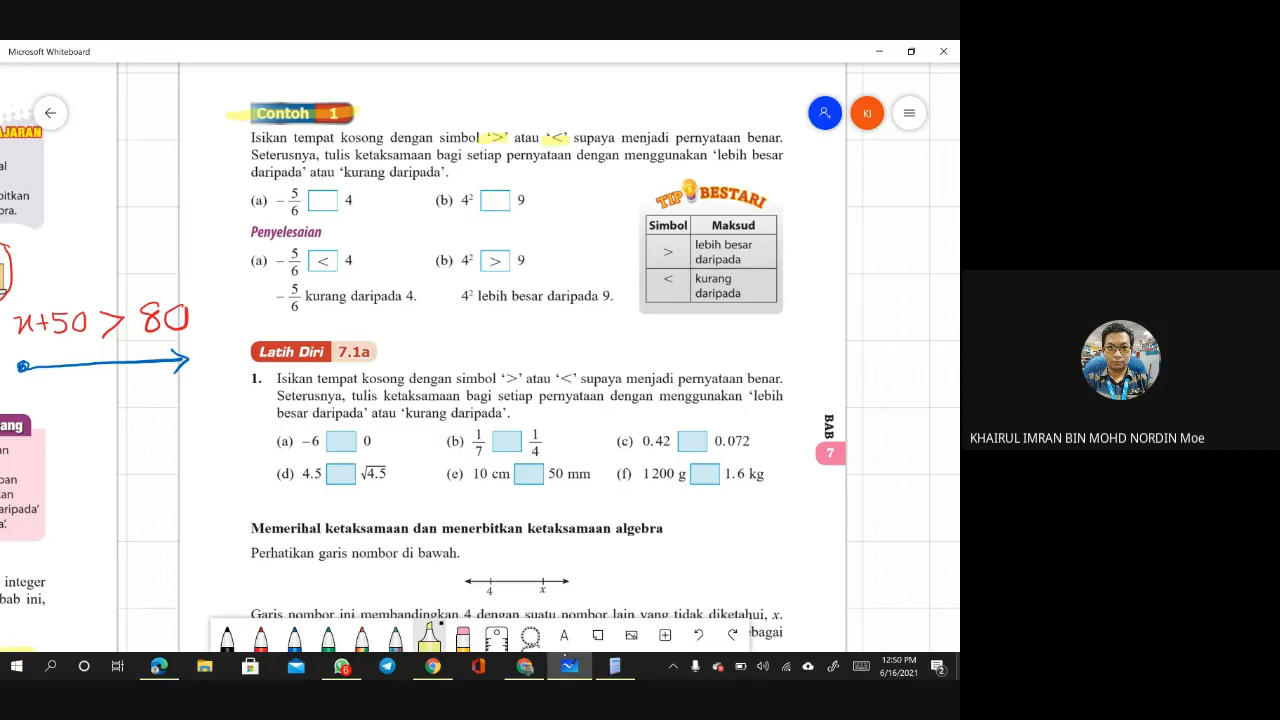 Microsoft Whiteboard
AJARAN
al
bitkan
ra.
x+50 > 80
ang
an
pan
kan
aripada'
a'.
integer
bab ini,
Contoh 1
Isikan tempat kosong dengan simbol ‘>’ atau ‘<’ supaya menjadi pernyataan benar.
Seterusnya, tulis ketaksamaan bagi setiap pernyataan dengan menggunakan ‘lebih besar
daripada’ atau ‘kurang daripada’.
(a) −5/6 4 (b) 4² 9
Penyelesaian
(a) −5/6 < 4 (b) 4² > 9
−5/6 kurang daripada 4. 4² lebih besar daripada 9.
TIP BESTARI
Simbol Maksud
> lebih besar
daripada
< kurang
daripada
Latih Diri 7.1a
1. Isikan tempat kosong dengan simbol ‘>’ atau ‘<’ supaya menjadi pernyataan benar.
Seterusnya, tulis ketaksamaan bagi setiap pernyataan dengan menggunakan ‘lebih
besar daripada’ atau ‘kurang daripada’.
(a) −6 0 (b) 1/7 1/4 (c) 0.42 0.072
(d) 4.5 √4.5 (e) 10 cm 50 mm (f) 1 200 g 1.6 kg
BAB
7
Memerihal ketaksamaan dan menerbitkan ketaksamaan algebra
Perhatikan garis nombor di bawah.
4 x
Garis nombor ini membandingkan 4 dengan suatu nombor lain yang tidak diketahui, x.
ebagai
KI
A
6
12:50 PM
6/16/2021
2
KHAIRUL IMRAN BIN MOHD NORDIN Moe